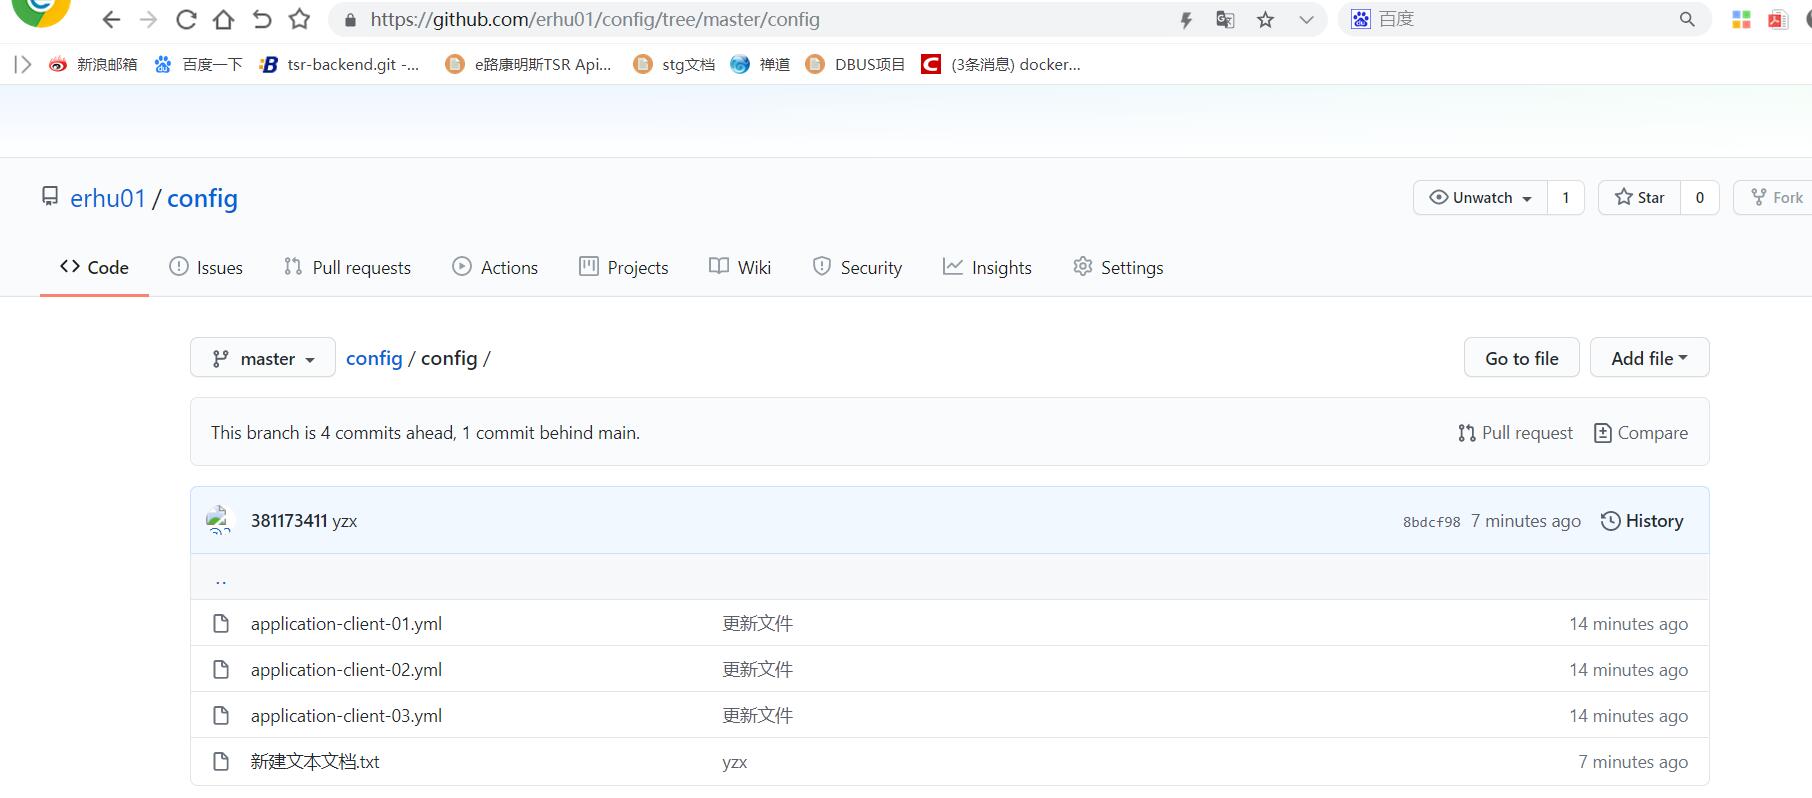 https://github.com/erhu01/config/tree/master/config 百度
新浪邮箱 百度一下 tsr-backend.git -... e路康明斯TSR Api... stg文档 禅道 DBUS项目 (3条消息) docker...
erhu01 / config Unwatch 1 Star 0 Fork
Code Issues Pull requests Actions Projects Wiki Security Insights Settings
master config / config / Go to file Add file
This branch is 4 commits ahead, 1 commit behind main. Pull request Compare
381173411 yzx 8bdcf98 7 minutes ago History
..
application-client-01.yml 更新文件 14 minutes ago
application-client-02.yml 更新文件 14 minutes ago
application-client-03.yml 更新文件 14 minutes ago
新建文本文档.txt yzx 7 minutes ago